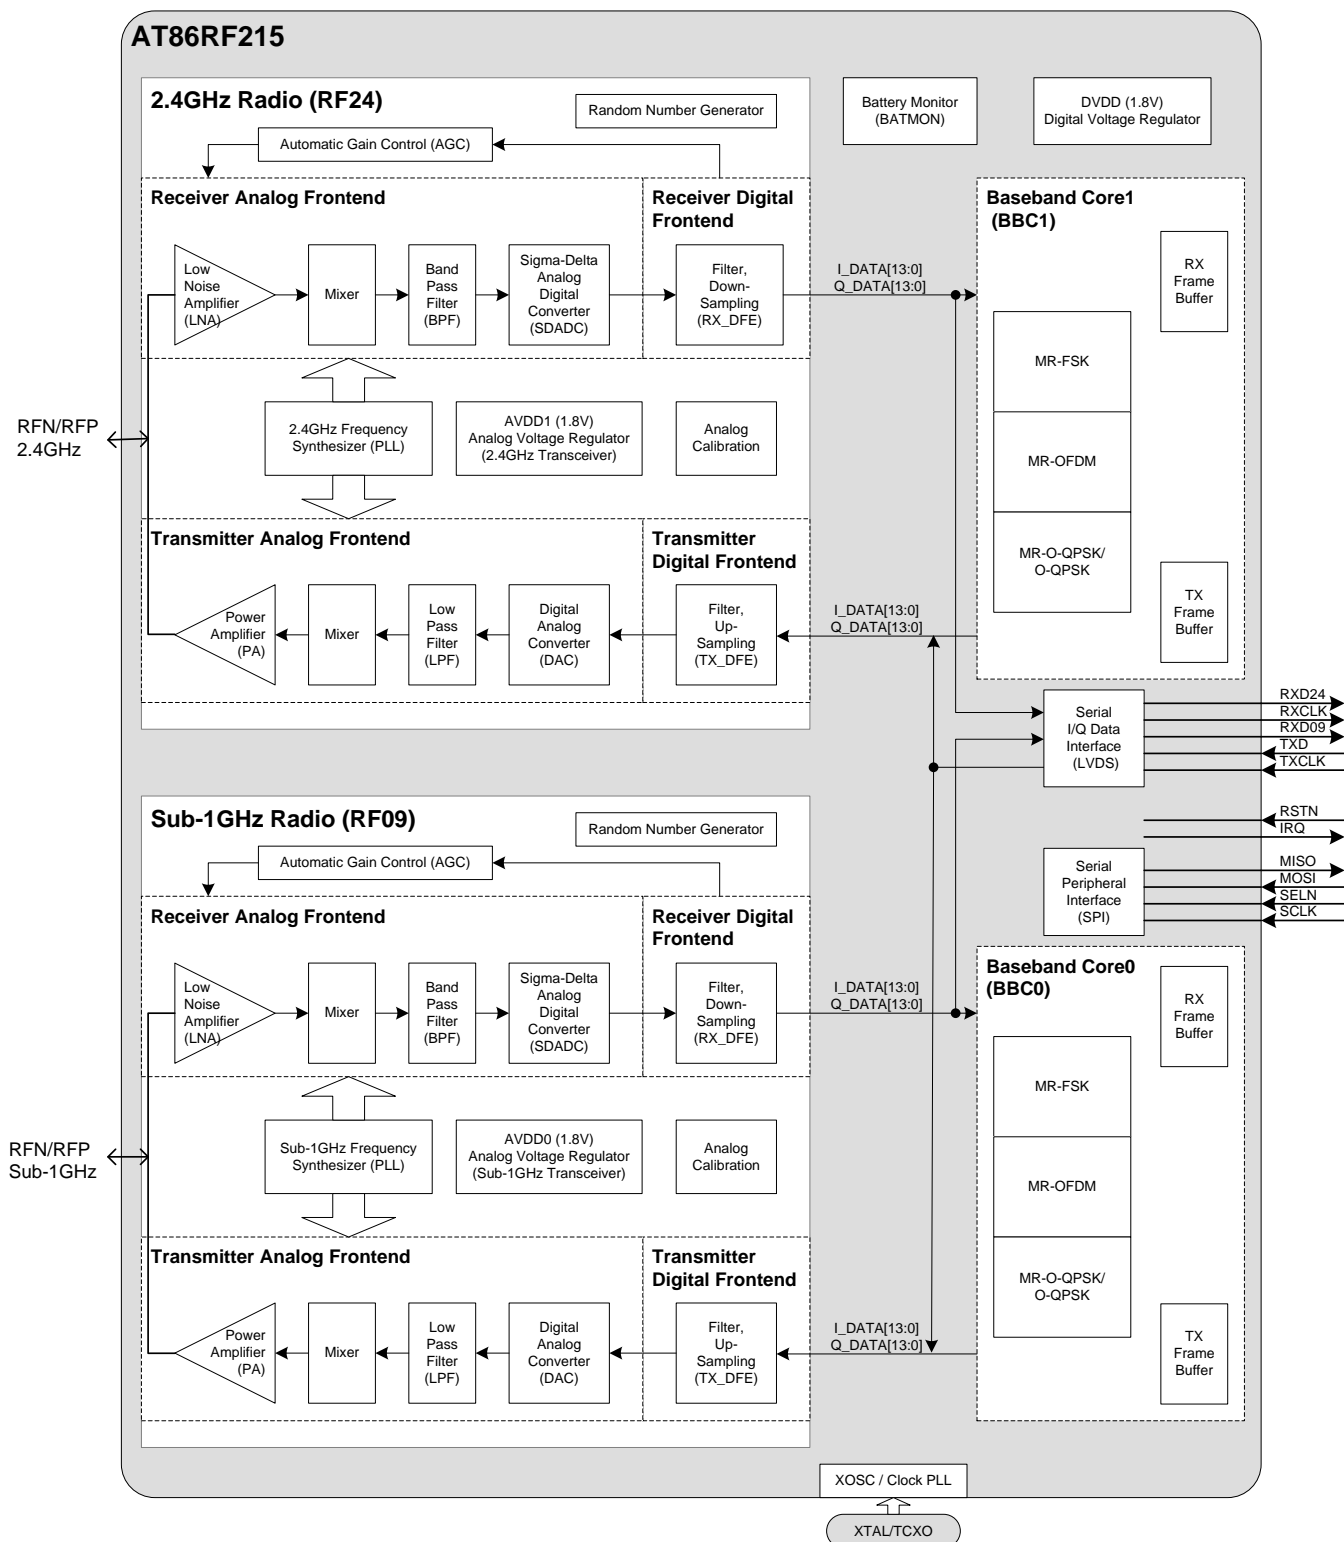 AT86RF215
2.4GHz Radio (RF24)
Random Number Generator
Automatic Gain Control (AGC)
Battery Monitor
(BATMON)
DVDD (1.8V)
Digital Voltage Regulator
Receiver Analog Frontend
Receiver Digital
Frontend
Low
Noise
Amplifier
(LNA)
Mixer
Band
Pass
Filter
(BPF)
Sigma-Delta
Analog
Digital
Converter
(SDADC)
Filter,
Down-
Sampling
(RX_DFE)
I_DATA[13:0]
Q_DATA[13:0]
Baseband Core1
(BBC1)
RX
Frame
Buffer
MR-FSK
MR-OFDM
MR-O-QPSK/
O-QPSK
TX
Frame
Buffer
RFN/RFP
2.4GHz
2.4GHz Frequency
Synthesizer (PLL)
AVDD1 (1.8V)
Analog Voltage Regulator
(2.4GHz Transceiver)
Analog
Calibration
Transmitter Analog Frontend
Transmitter
Digital Frontend
Power
Amplifier
(PA)
Mixer
Low
Pass
Filter
(LPF)
Digital
Analog
Converter
(DAC)
Filter,
Up-
Sampling
(TX_DFE)
I_DATA[13:0]
Q_DATA[13:0]
Serial
I/Q Data
Interface
(LVDS)
RXD24
RXCLK
RXD09
TXD
TXCLK
RSTN
IRQ
Serial
Peripheral
Interface
(SPI)
MISO
MOSI
SELN
SCLK
Sub-1GHz Radio (RF09)
Random Number Generator
Automatic Gain Control (AGC)
Receiver Analog Frontend
Receiver Digital
Frontend
Low
Noise
Amplifier
(LNA)
Mixer
Band
Pass
Filter
(BPF)
Sigma-Delta
Analog
Digital
Converter
(SDADC)
Filter,
Down-
Sampling
(RX_DFE)
I_DATA[13:0]
Q_DATA[13:0]
Baseband Core0
(BBC0)
RX
Frame
Buffer
MR-FSK
MR-OFDM
MR-O-QPSK/
O-QPSK
TX
Frame
Buffer
RFN/RFP
Sub-1GHz
Sub-1GHz Frequency
Synthesizer (PLL)
AVDD0 (1.8V)
Analog Voltage Regulator
(Sub-1GHz Transceiver)
Analog
Calibration
Transmitter Analog Frontend
Transmitter
Digital Frontend
Power
Amplifier
(PA)
Mixer
Low
Pass
Filter
(LPF)
Digital
Analog
Converter
(DAC)
Filter,
Up-
Sampling
(TX_DFE)
I_DATA[13:0]
Q_DATA[13:0]
XOSC / Clock PLL
XTAL/TCXO